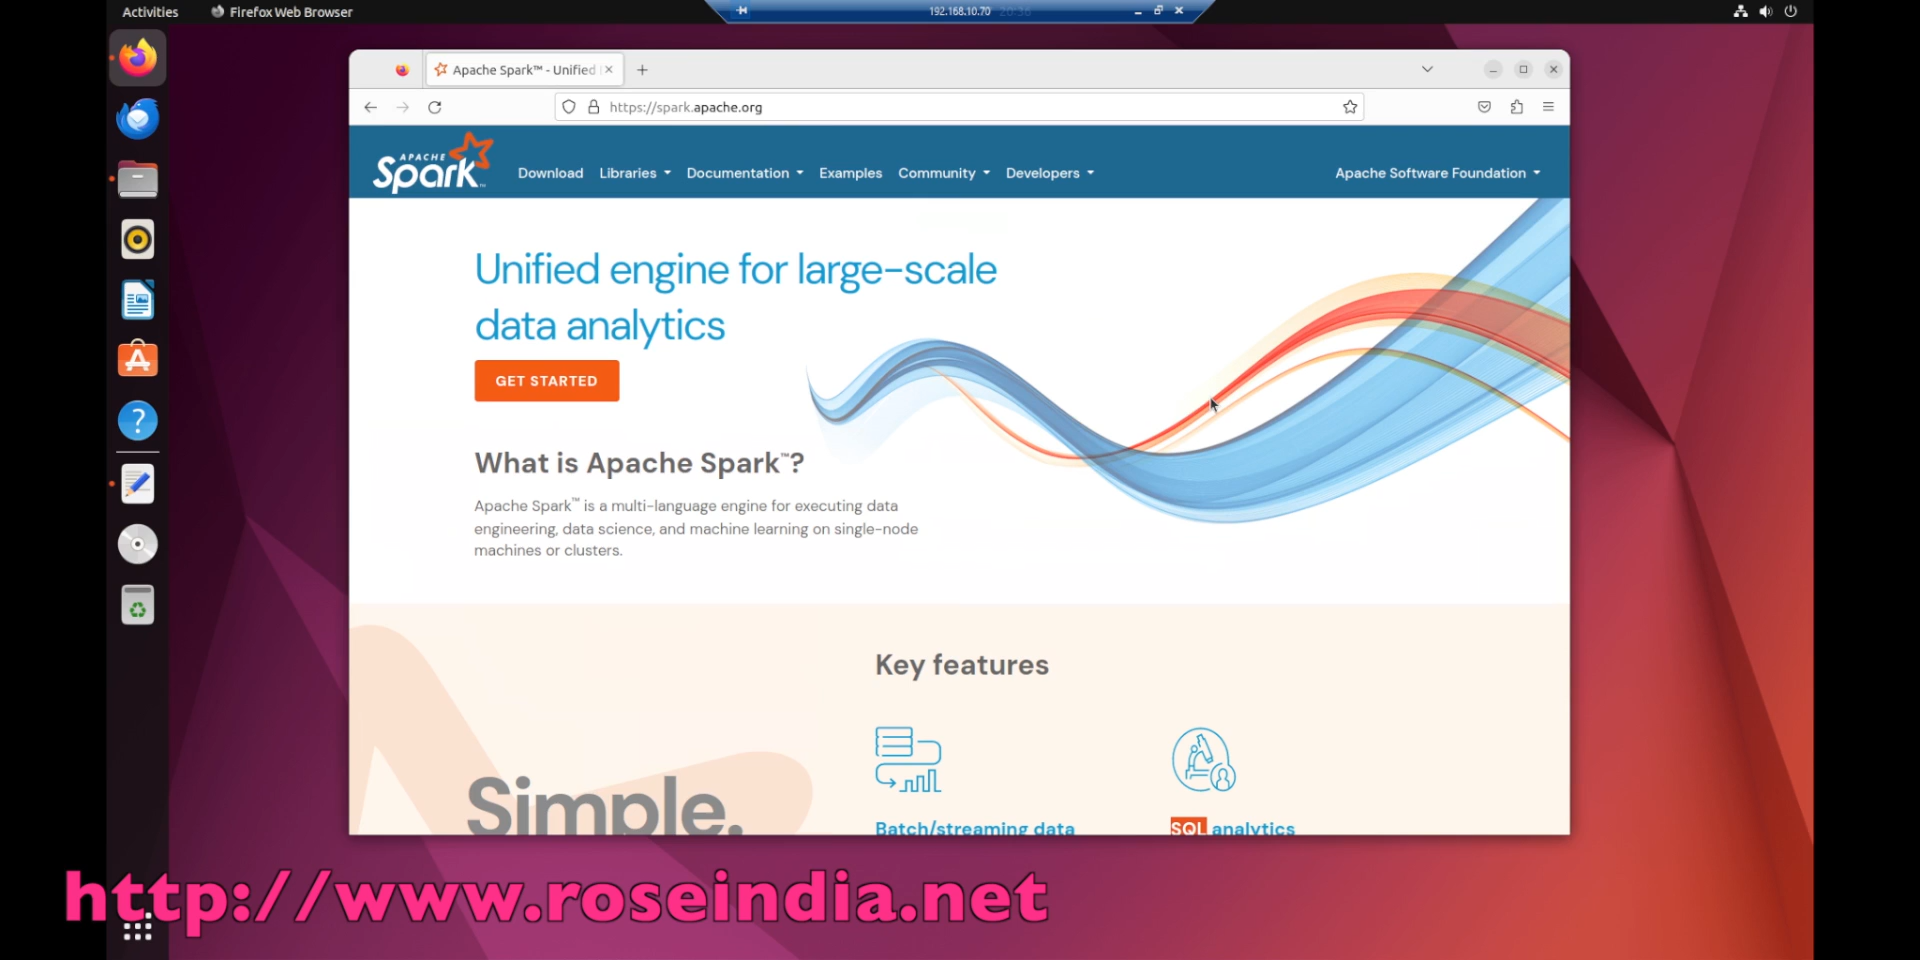 Activities
Firefox Web Browser
192.168.10.70
20:36
Apache Spark™ - Unified
https://spark.apache.org
APACHE
Spark™
Download
Libraries
Documentation
Examples
Community
Developers
Apache Software Foundation
Unified engine for large-scale
data analytics
GET STARTED
What is Apache Spark™?
Apache Spark™ is a multi-language engine for executing data
engineering, data science, and machine learning on single-node
machines or clusters.
Key features
Simple.
Batch/streaming data
SQL analytics
http://www.roseindia.net